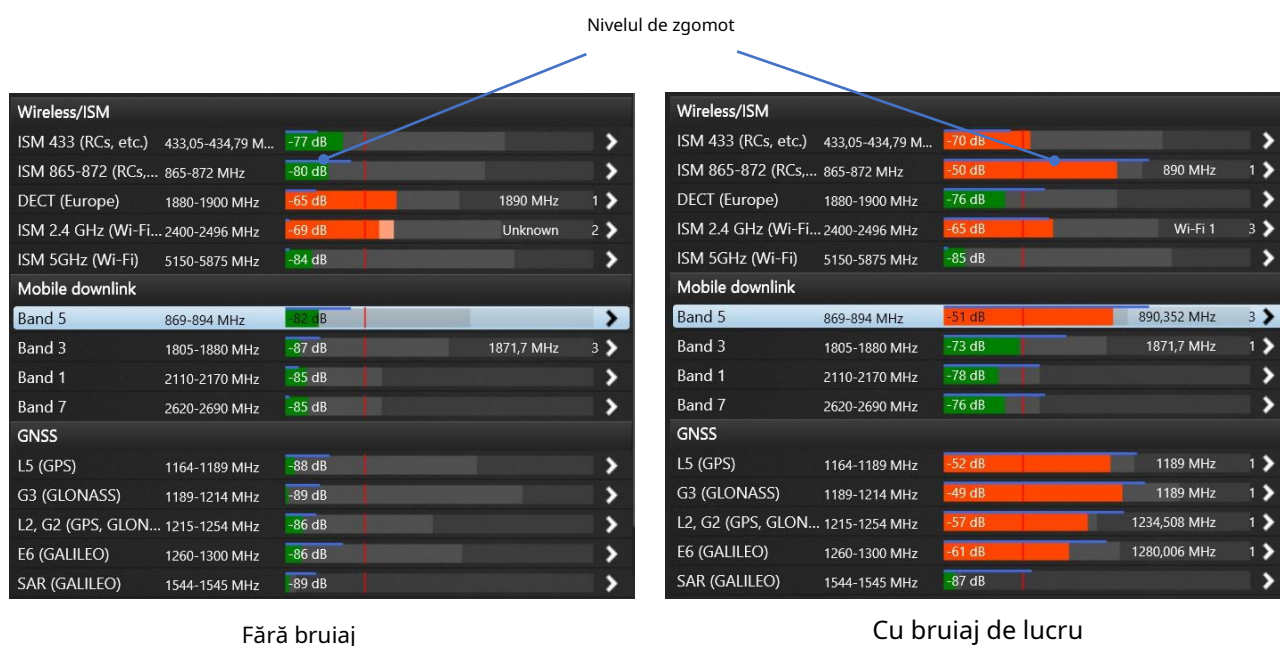 Nivelul de zgomot
Wireless/ISM
ISM 433 (RCs, etc.) 433,05-434,79 M... -77 dB
ISM 865-872 (RCs,... 865-872 MHz -80 dB
DECT (Europe) 1880-1900 MHz -65 dB 1890 MHz 1
ISM 2.4 GHz (Wi-Fi... 2400-2496 MHz -69 dB Unknown 2
ISM 5GHz (Wi-Fi) 5150-5875 MHz -84 dB
Mobile downlink
Band 5 869-894 MHz -82 dB
Band 3 1805-1880 MHz -87 dB 1871,7 MHz 3
Band 1 2110-2170 MHz -85 dB
Band 7 2620-2690 MHz -85 dB
GNSS
L5 (GPS) 1164-1189 MHz -88 dB
G3 (GLONASS) 1189-1214 MHz -89 dB
L2, G2 (GPS, GLON... 1215-1254 MHz -86 dB
E6 (GALILEO) 1260-1300 MHz -86 dB
SAR (GALILEO) 1544-1545 MHz -89 dB
Fără bruiaj
Wireless/ISM
ISM 433 (RCs, etc.) 433,05-434,79 M... -70 dB
ISM 865-872 (RCs,... 865-872 MHz -50 dB 890 MHz 1
DECT (Europe) 1880-1900 MHz -76 dB
ISM 2.4 GHz (Wi-Fi... 2400-2496 MHz -65 dB Wi-Fi 1 3
ISM 5GHz (Wi-Fi) 5150-5875 MHz -85 dB
Mobile downlink
Band 5 869-894 MHz -51 dB 890,352 MHz 3
Band 3 1805-1880 MHz -73 dB 1871,7 MHz 1
Band 1 2110-2170 MHz -78 dB
Band 7 2620-2690 MHz -76 dB
GNSS
L5 (GPS) 1164-1189 MHz -52 dB 1189 MHz 1
G3 (GLONASS) 1189-1214 MHz -49 dB 1189 MHz 1
L2, G2 (GPS, GLON... 1215-1254 MHz -57 dB 1234,508 MHz 1
E6 (GALILEO) 1260-1300 MHz -61 dB 1280,006 MHz 1
SAR (GALILEO) 1544-1545 MHz -87 dB
Cu bruiaj de lucru